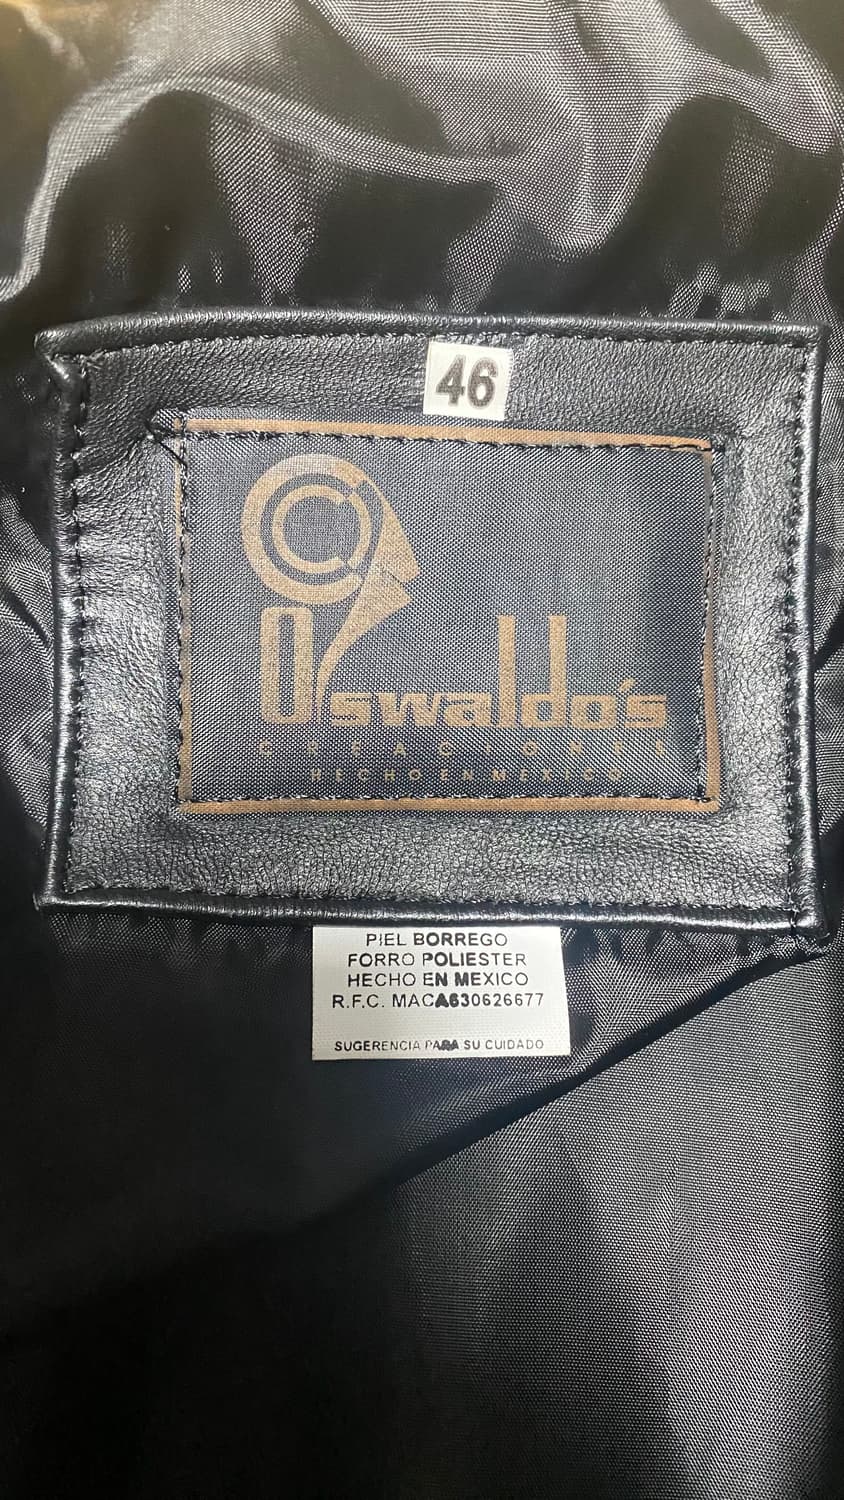 46
Oswaldo's
CREACIONES
HECHO EN MEXICO
PIEL BORREGO
FORRO POLIESTER
HECHO EN MEXICO
R.F.C. MACA630626677
SUGERENCIA PARA SU CUIDADO